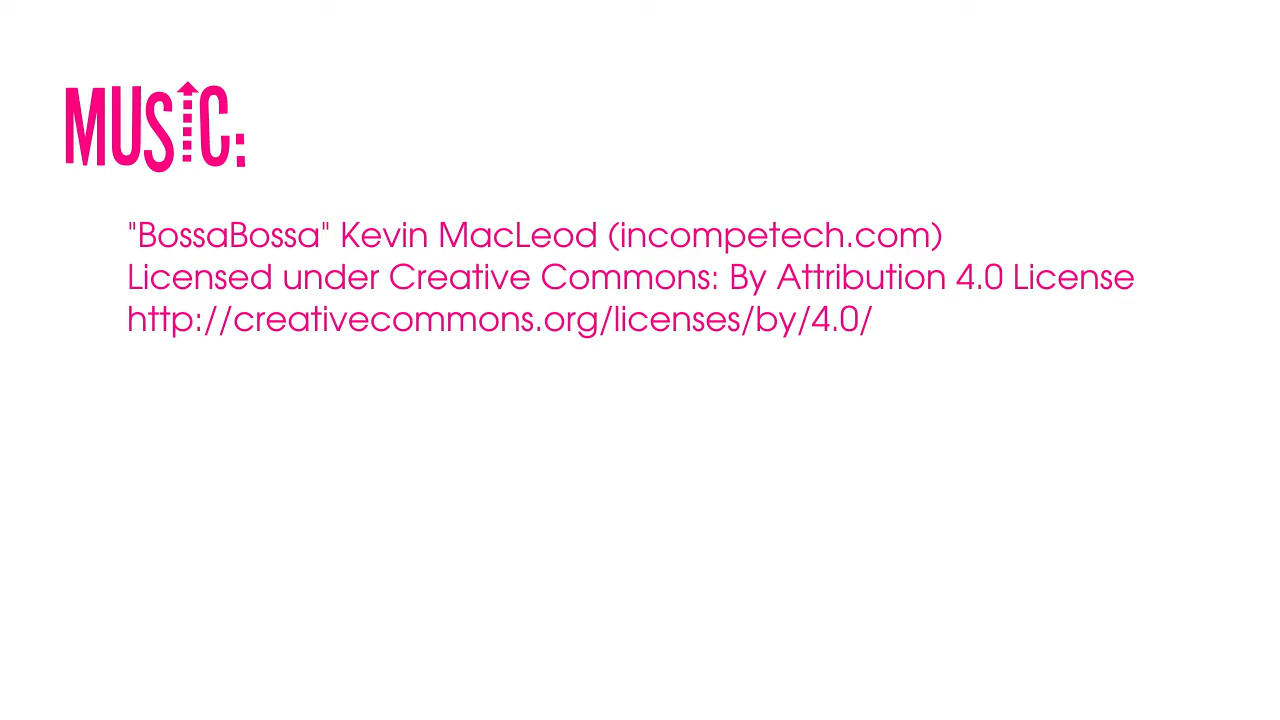 MUSIC:
"BossaBossa" Kevin MacLeod (incompetech.com)
Licensed under Creative Commons: By Attribution 4.0 License
http://creativecommons.org/licenses/by/4.0/